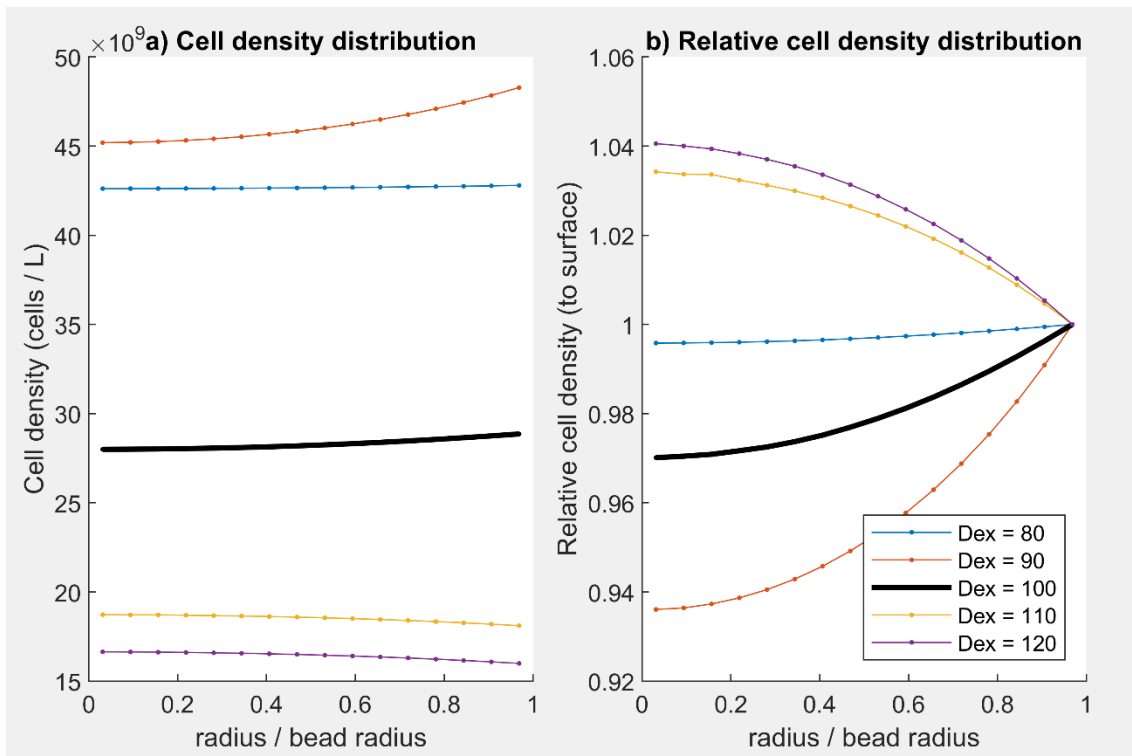 ×10⁹a) Cell density distribution
50
45
40
35
30
25
20
15
Cell density (cells / L)
0
0.2
0.4
0.6
0.8
1
radius / bead radius
b) Relative cell density distribution
1.06
1.04
1.02
1
0.98
0.96
0.94
0.92
Relative cell density (to surface)
0
0.2
0.4
0.6
0.8
1
radius / bead radius
Dex = 80
Dex = 90
Dex = 100
Dex = 110
Dex = 120